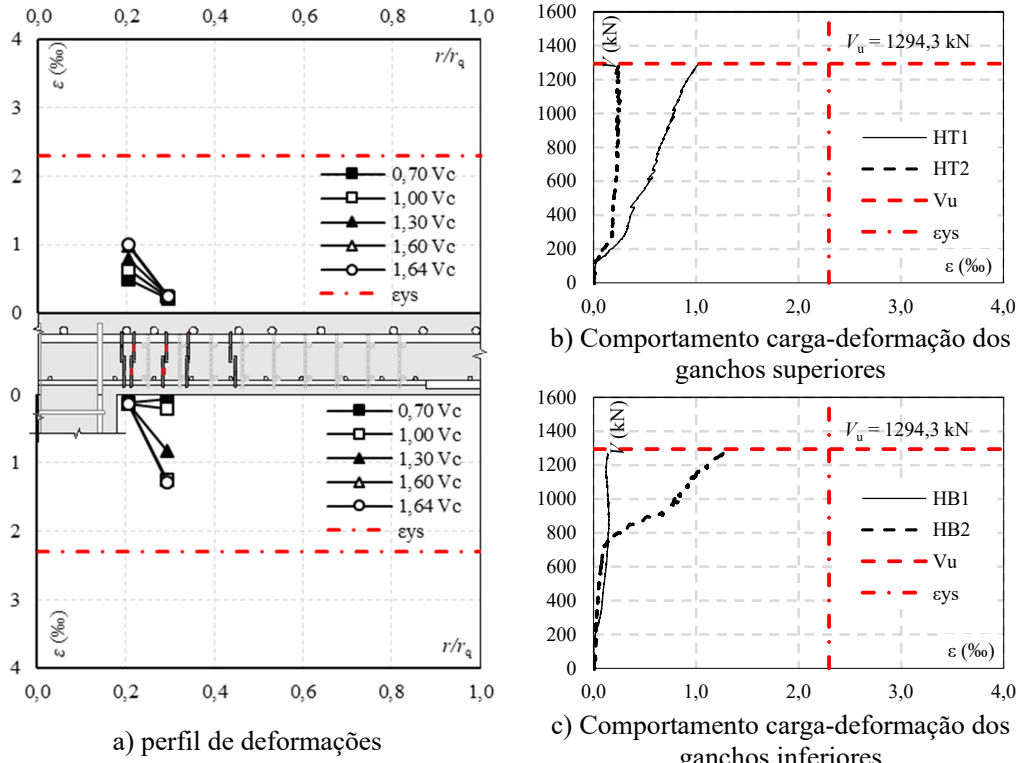 0,0 0,2 0,4 0,6 0,8 1,0
4
3
2
1
0
ε (‰)
r/rq
0,70 Vc
1,00 Vc
1,30 Vc
1,60 Vc
1,64 Vc
εys
0
1
2
3
4
0,70 Vc
1,00 Vc
1,30 Vc
1,60 Vc
1,64 Vc
εys
ε (‰)
r/rq
0,0 0,2 0,4 0,6 0,8 1,0
a) perfil de deformações
1600
1400
1200
1000
800
600
400
200
0
V (kN)
Vu = 1294,3 kN
HT1
HT2
Vu
εys
ε (‰)
0,0 1,0 2,0 3,0 4,0
b) Comportamento carga-deformação dos
ganchos superiores
1600
1400
1200
1000
800
600
400
200
0
V (kN)
Vu = 1294,3 kN
HB1
HB2
Vu
εys
ε (‰)
0,0 1,0 2,0 3,0 4,0
c) Comportamento carga-deformação dos
ganchos inferiores